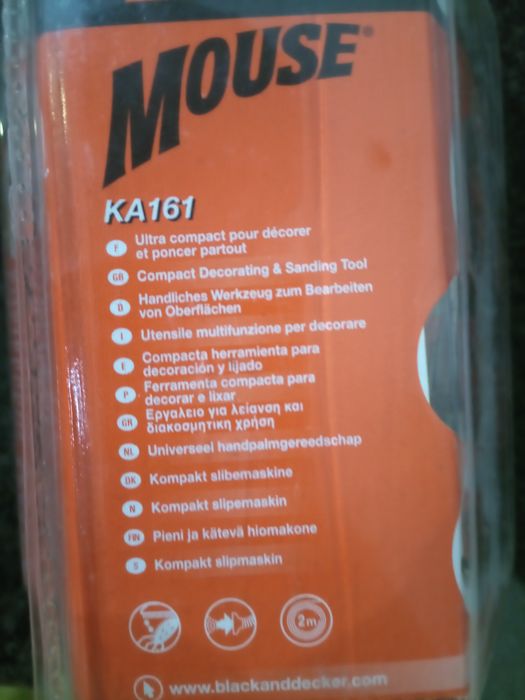 MOUSE®
KA161
F Ultra compact pour décorer
et poncer partout
GB Compact Decorating & Sanding Tool
D Handliches Werkzeug zum Bearbeiten
von Oberflächen
I Utensile multifunzione per decorare
E Compacta herramienta para
decoración y lijado
P Ferramenta compacta para
decorar e lixar
GR Εργαλειο για λείανση και
διακοσμητικη χρήση
NL Universeel handpalmgereedschap
DK Kompakt slibemaskine
N Kompakt slipemaskin
FIN Pieni ja kätevä hiomakone
S Kompakt slipmaskin
2m
www.blackanddecker.com